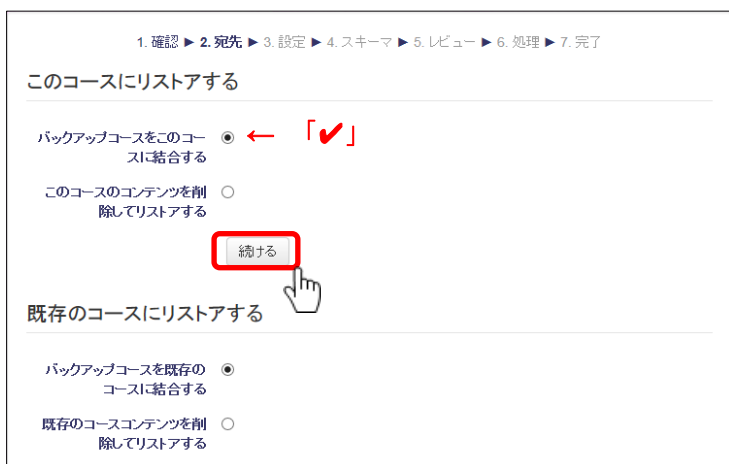 1. 確認 ► 2. 宛先 ► 3. 設定 ► 4. スキーマ ► 5. レビュー ► 6. 処理 ► 7. 完了
このコースにリストアする
バックアップコースをこのコー
スに結合する
← 「✔」
このコースのコンテンツを削
除してリストアする
続ける
既存のコースにリストアする
バックアップコースを既存の
コースに結合する
既存のコースコンテンツを削
除してリストアする